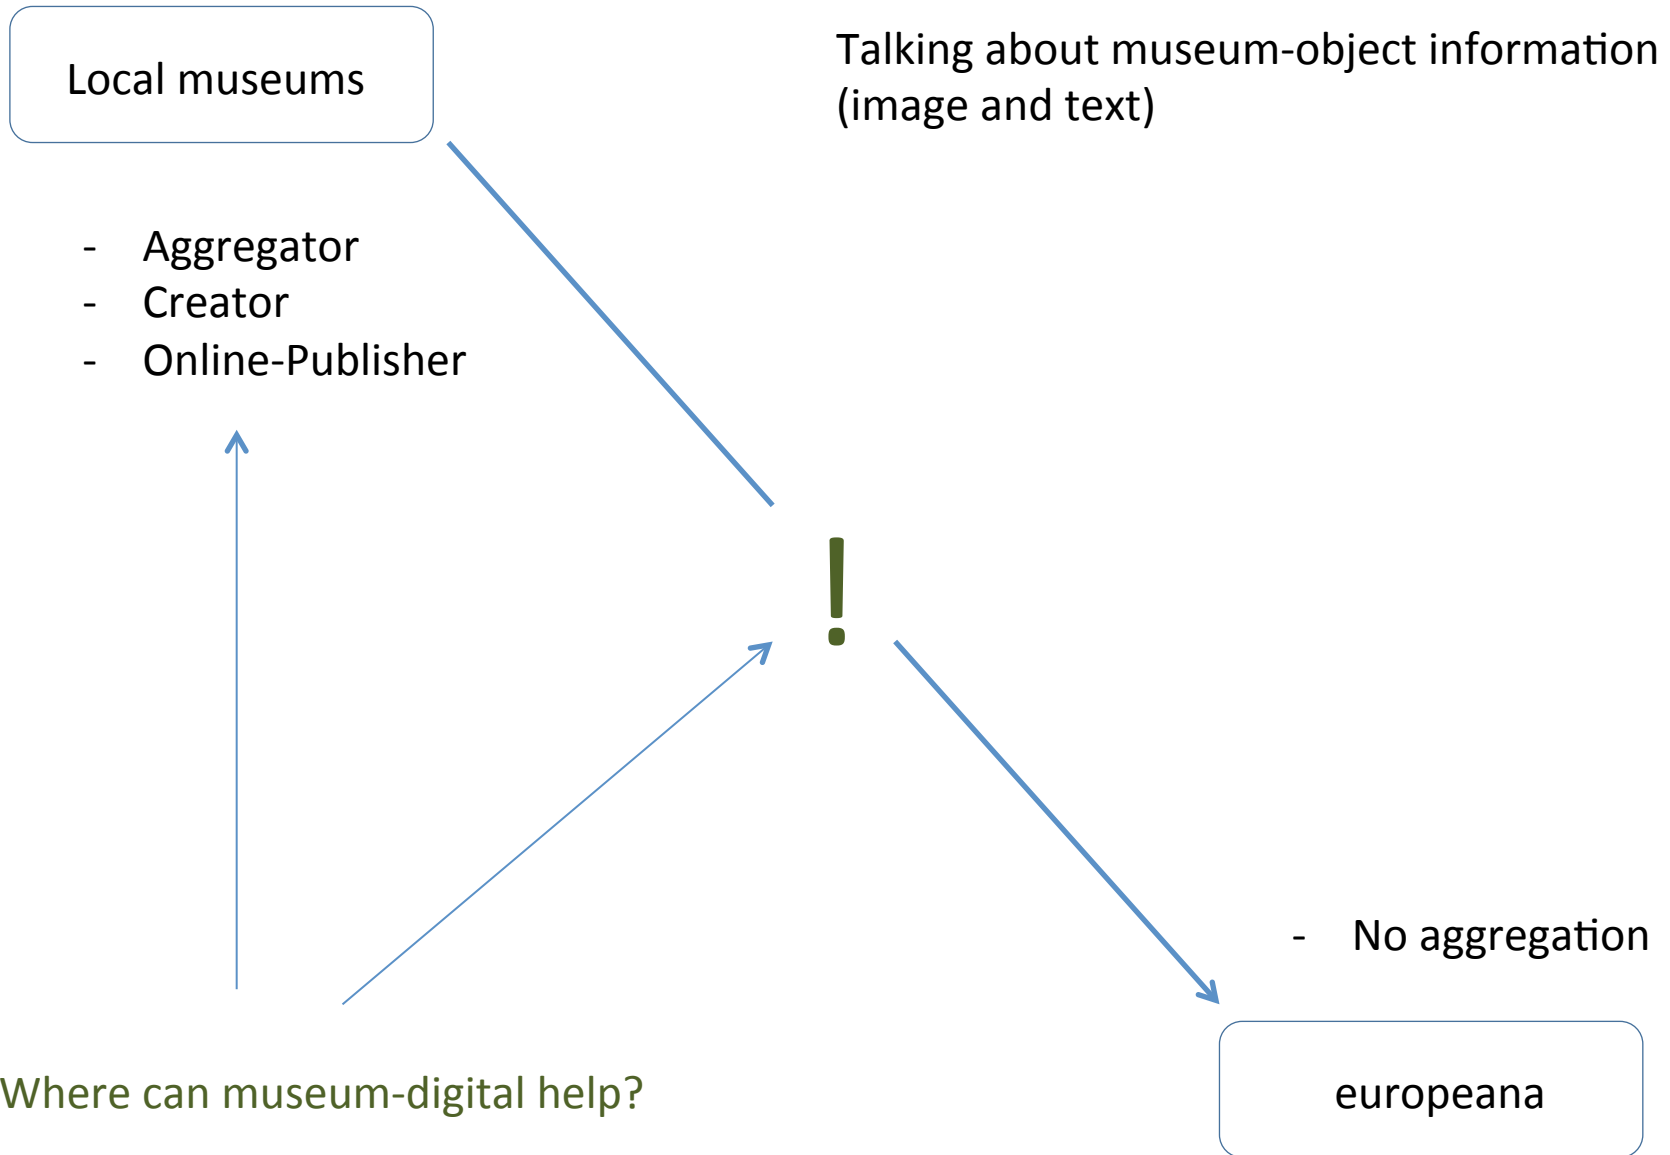 Local museums
Talking about museum-object information
(image and text)
- Aggregator
- Creator
- Online-Publisher
!
- No aggregation
Where can museum-digital help?
europeana